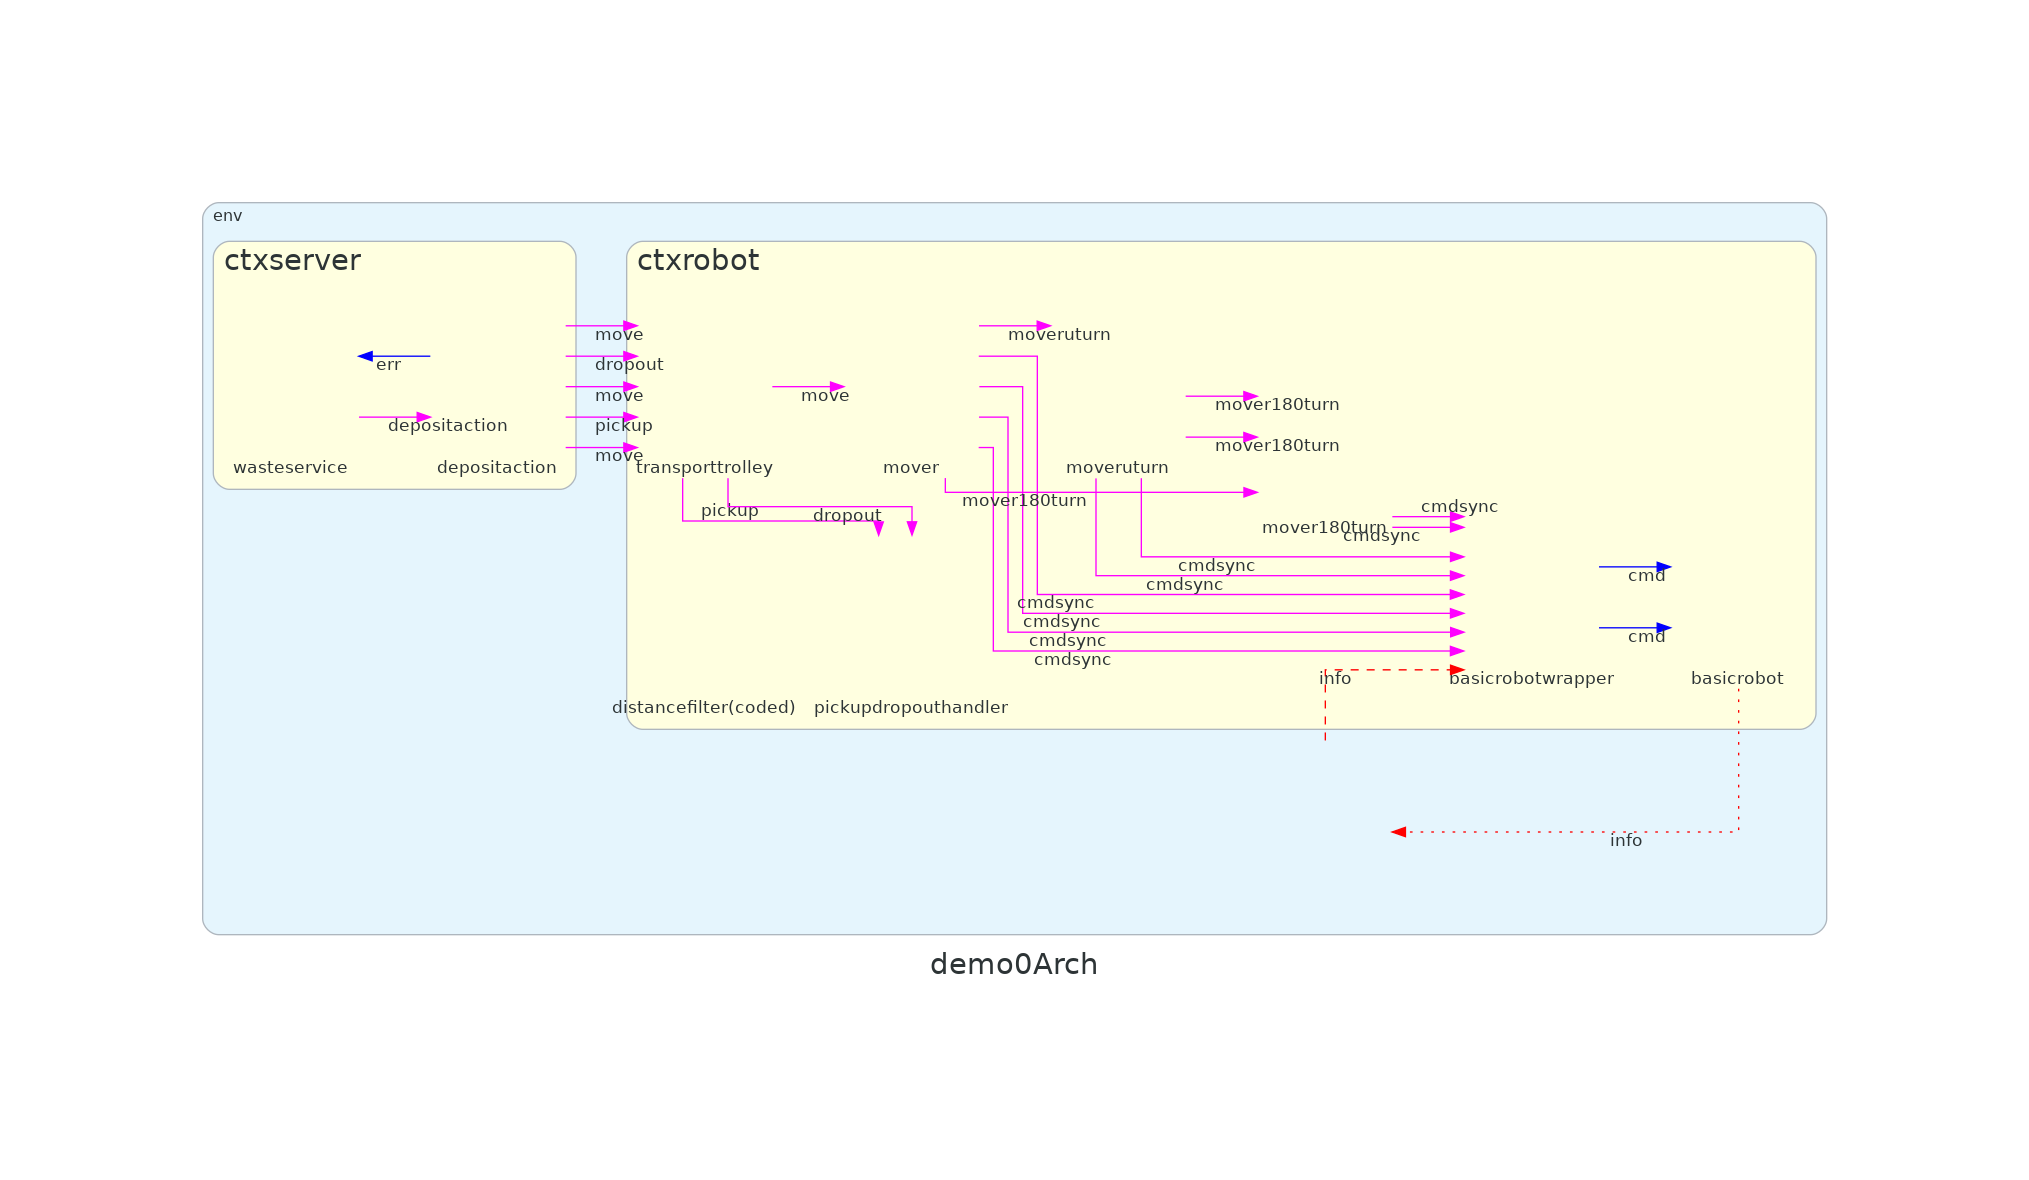 env
ctxserver
ctxrobot
move
moveruturn
err
dropout
move
move
mover180turn
depositaction
pickup
mover180turn
move
wasteservice
depositaction
transporttrolley
mover
moveruturn
mover180turn
cmdsync
pickup
dropout
mover180turn
cmdsync
cmdsync
cmd
cmdsync
cmdsync
cmdsync
cmdsync
cmd
cmdsync
info
basicrobotwrapper
basicrobot
distancefilter(coded)
pickupdropouthandler
info
demo0Arch